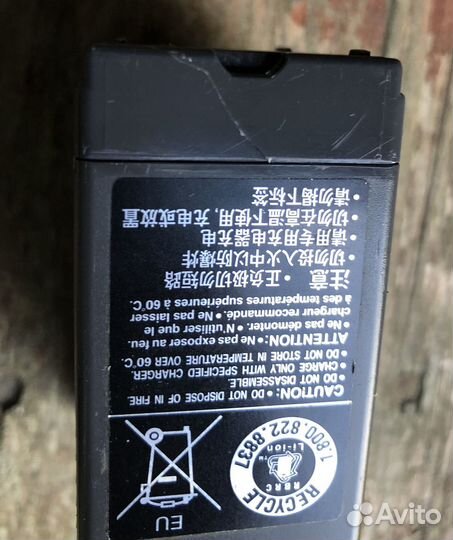 RECYCLE
1.800.822.8837
RBRC
Li-ion
TM
EU
CAUTION: • DO NOT DISPOSE OF IN FIRE.
• DO NOT DISASSEMBLE.
• CHARGE ONLY WITH SPECIFIED CHARGER.
• DO NOT STORE IN TEMPERATURE OVER 60°C.
ATTENTION: • Ne pas exposer au feu.
• Ne pas démonter. • N'utiliser que le
chargeur recommandé. • Ne pas laisser
à des températures supérieures à 60°C.
注意 • 正负极切勿短路
• 切勿投入火中以防爆炸
• 请用专用充电器充电
• 切勿在高温下使用, 充电或放置
• 请勿揭下标签
Avito